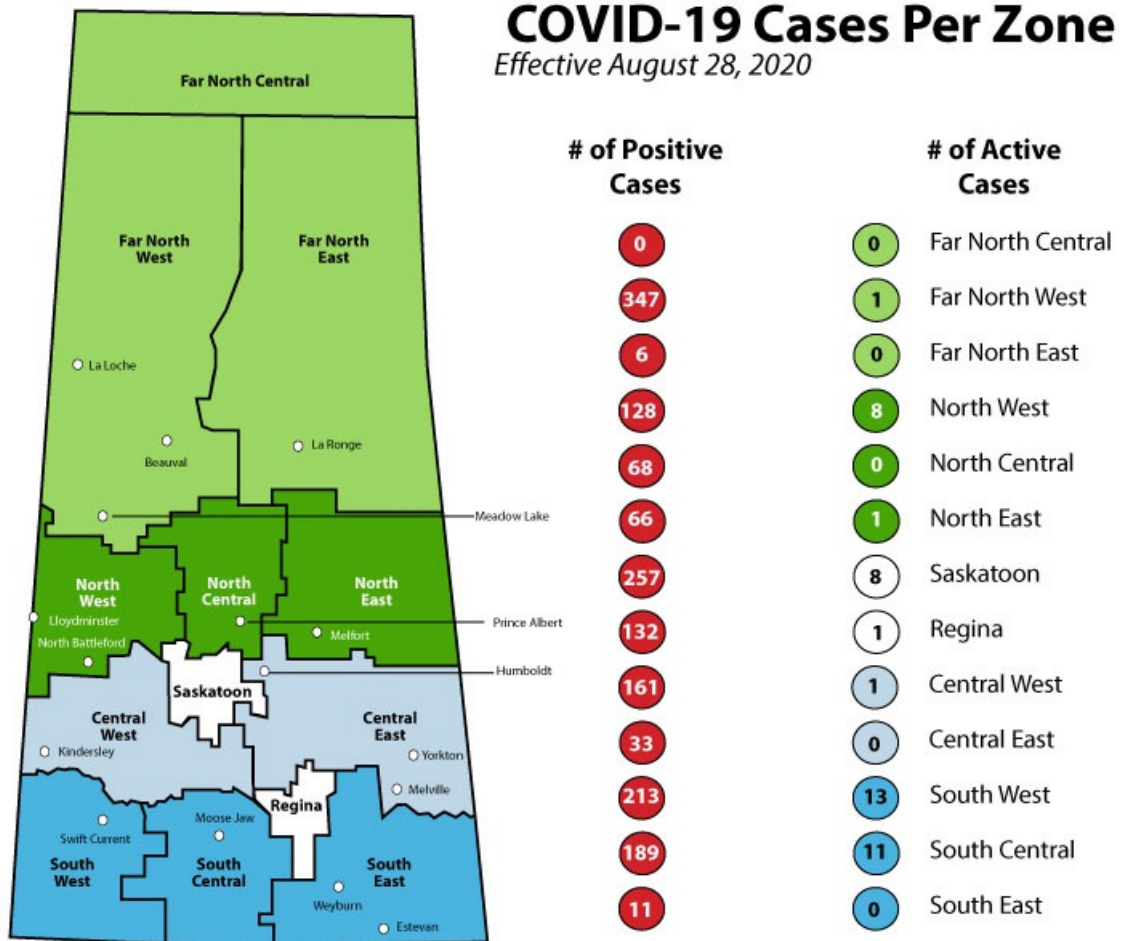 COVID-19 Cases Per Zone
Effective August 28, 2020
# of Positive
Cases
# of Active
Cases
0 0 Far North Central
347 1 Far North West
6 0 Far North East
128 8 North West
68 0 North Central
66 1 North East
257 8 Saskatoon
132 1 Regina
161 1 Central West
33 0 Central East
213 13 South West
189 11 South Central
11 0 South East
Far North Central
Far North
West
Far North
East
La Loche
Beauval
La Ronge
Meadow Lake
North
West
North
Central
North
East
Lloydminster
Prince Albert
North Battleford
Melfort
Humboldt
Saskatoon
Central
West
Central
East
Kindersley
Yorkton
Melville
Regina
Swift Current
Moose Jaw
South
West
South
Central
South
East
Weyburn
Estevan